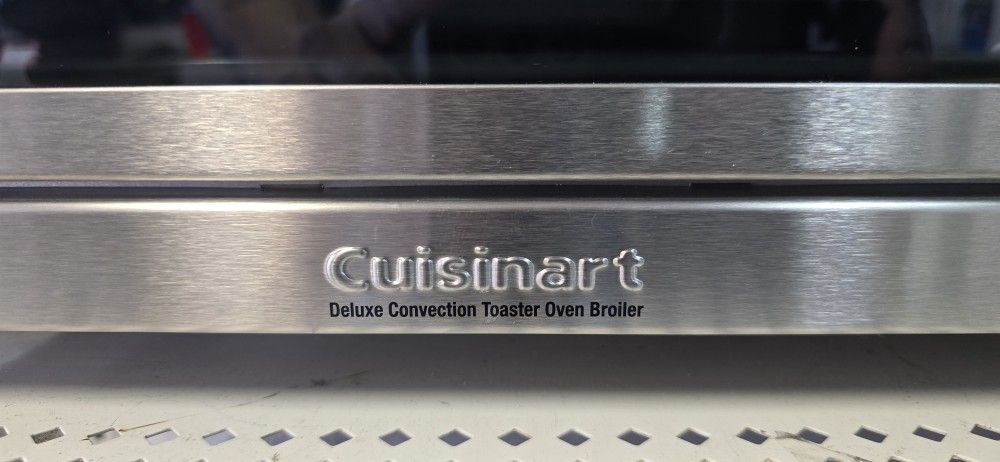 Cuisinart
Deluxe Convection Toaster Oven Broiler